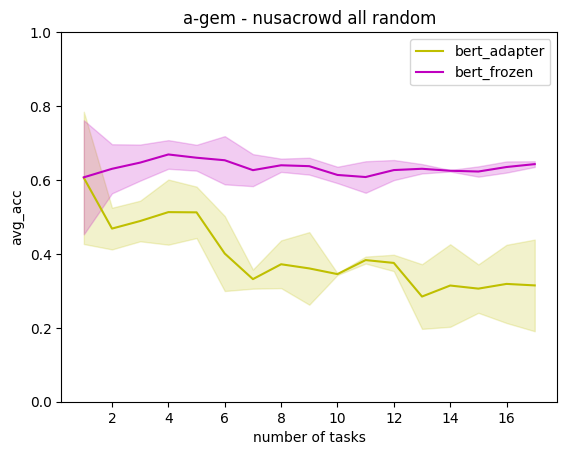 a-gem - nusacrowd all random
bert_adapter
bert_frozen
1.0
0.8
0.6
0.4
0.2
0.0
avg_acc
2 4 6 8 10 12 14 16
number of tasks